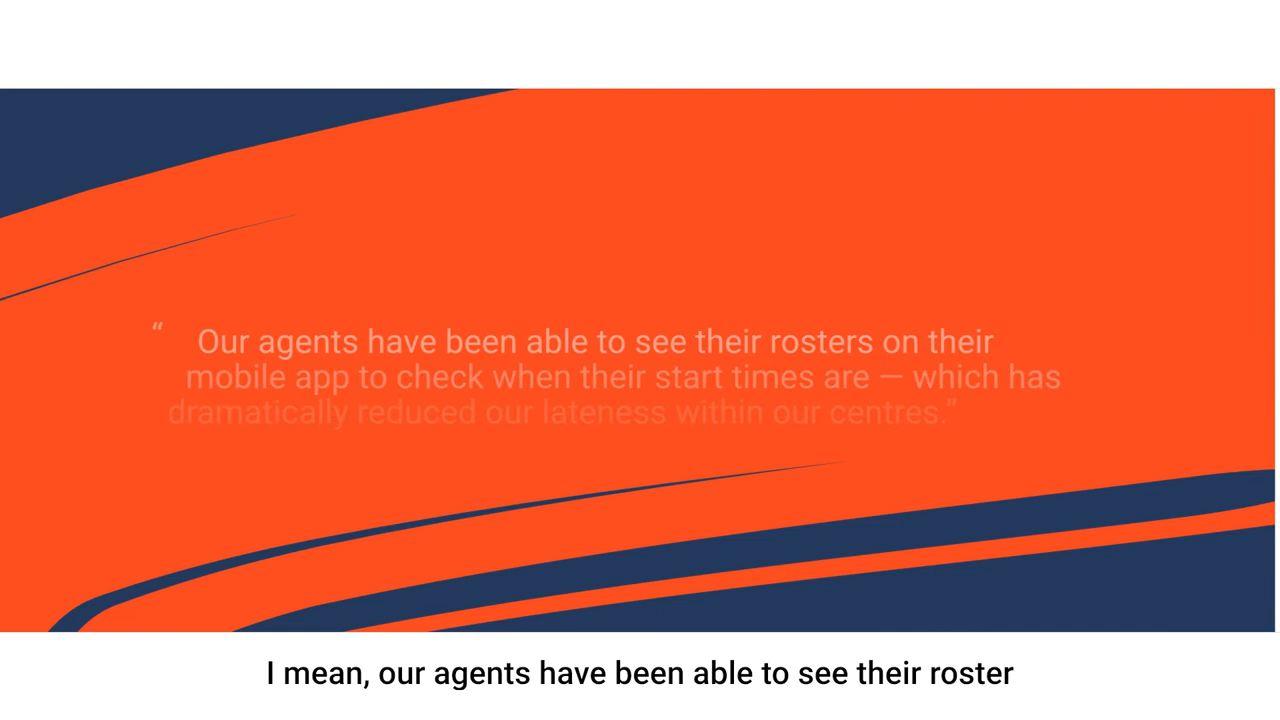 “ Our agents have been able to see their rosters on their
mobile app to check when their start times are — which has
dramatically reduced our lateness within our centres.”
I mean, our agents have been able to see their roster